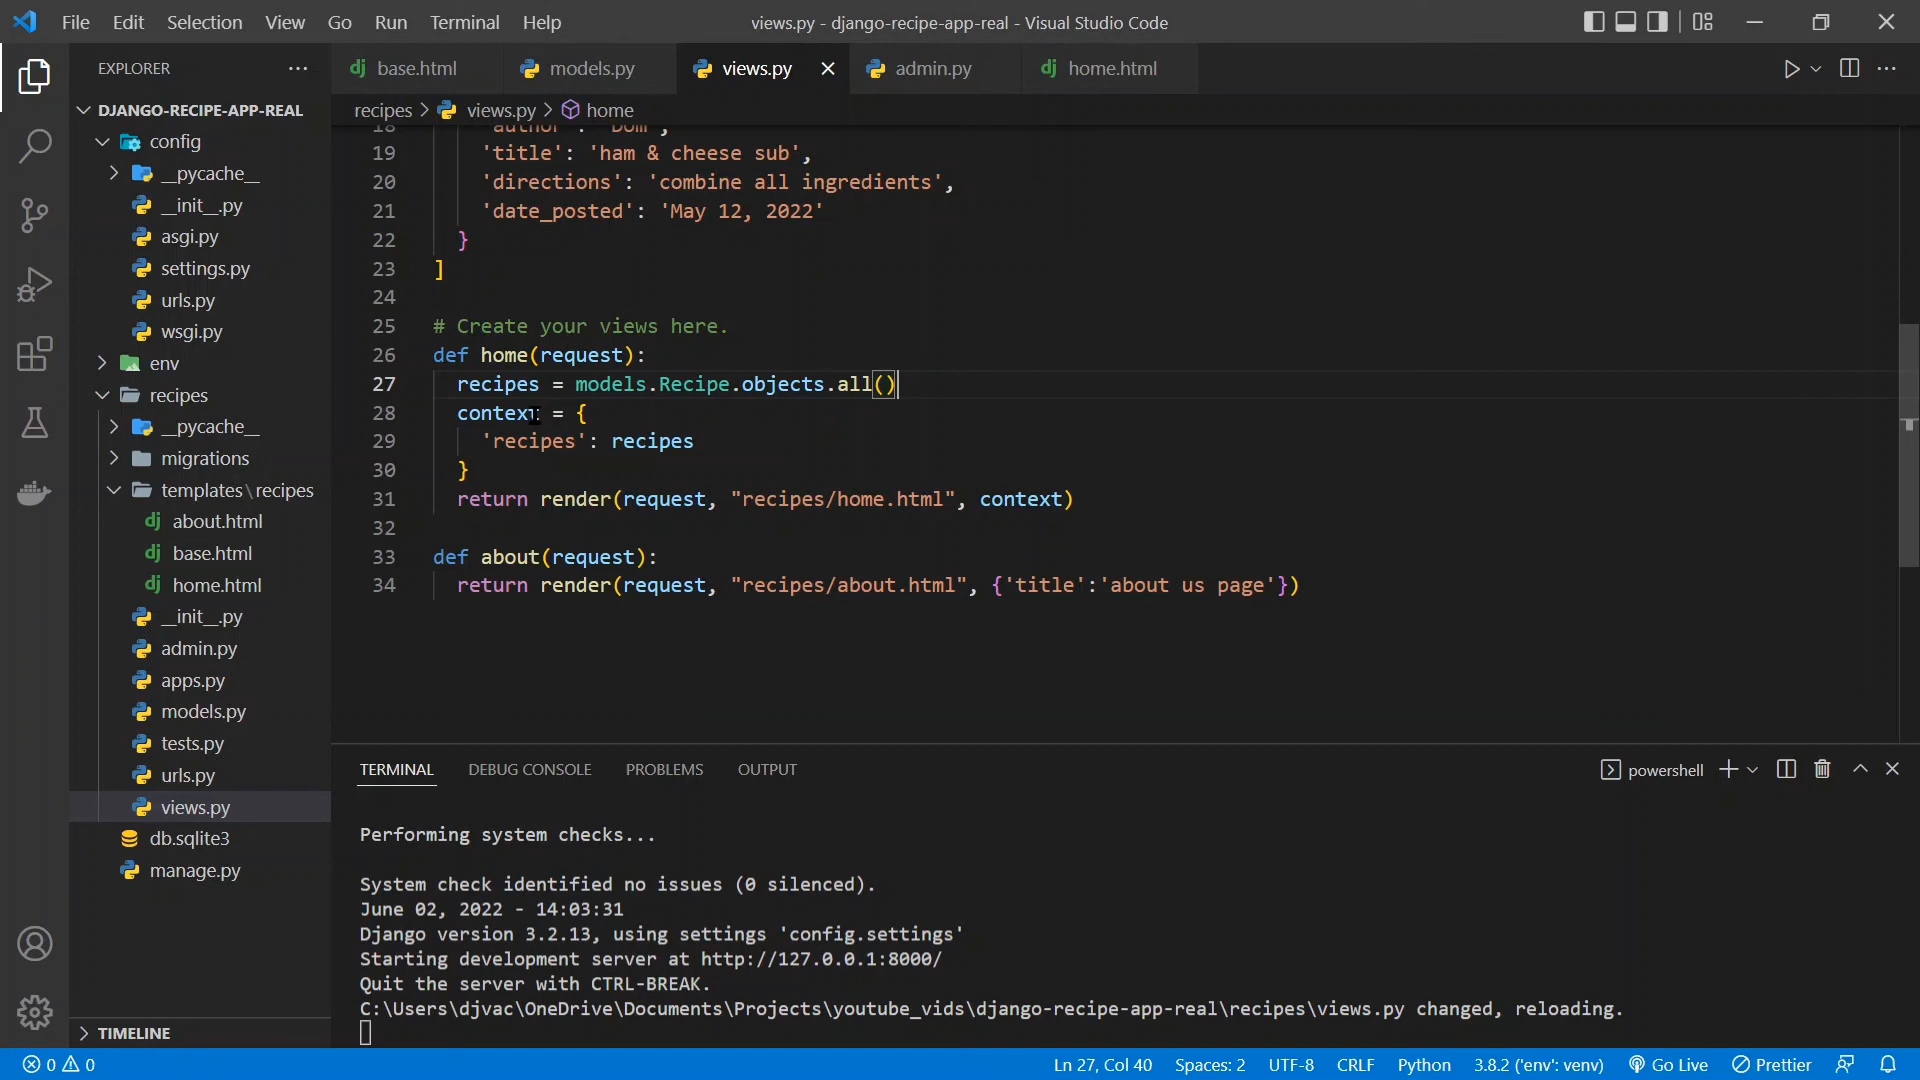 File Edit Selection View Go Run Terminal Help
views.py - django-recipe-app-real - Visual Studio Code
EXPLORER
DJANGO-RECIPE-APP-REAL
config
__pycache__
__init__.py
asgi.py
settings.py
urls.py
wsgi.py
env
recipes
__pycache__
migrations
templates\recipes
about.html
base.html
home.html
__init__.py
admin.py
apps.py
models.py
tests.py
urls.py
views.py
db.sqlite3
manage.py
TIMELINE
base.html models.py views.py admin.py home.html
recipes > views.py > home
18 'author': 'Dom',
19 'title': 'ham & cheese sub',
20 'directions': 'combine all ingredients',
21 'date_posted': 'May 12, 2022'
22 }
23 ]
24
25 # Create your views here.
26 def home(request):
27 recipes = models.Recipe.objects.all()
28 context = {
29 'recipes': recipes
30 }
31 return render(request, "recipes/home.html", context)
32
33 def about(request):
34 return render(request, "recipes/about.html", {'title':'about us page'})
TERMINAL DEBUG CONSOLE PROBLEMS OUTPUT
powershell
Performing system checks...
System check identified no issues (0 silenced).
June 02, 2022 - 14:03:31
Django version 3.2.13, using settings 'config.settings'
Starting development server at http://127.0.0.1:8000/
Quit the server with CTRL-BREAK.
C:\Users\djvac\OneDrive\Documents\Projects\youtube_vids\django-recipe-app-real\recipes\views.py changed, reloading.
0 0 Ln 27, Col 40 Spaces: 2 UTF-8 CRLF Python 3.8.2 ('env': venv) Go Live Prettier